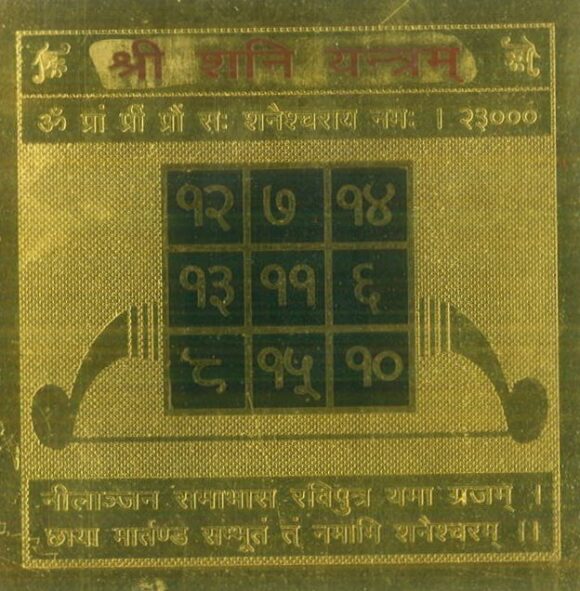 श्री शनि यन्त्रम्
ॐ प्रां प्रीं प्रौं सः शनैश्चराय नमः । २३०००
१२ ७ १४
१३ ११ ६
८ १५ १०
नीलाञ्जन समाभास रविपुत्र यमा ग्रजम् ।
छाया मार्तण्ड सम्भूतं तं नमामि शनैश्चरम् ।।